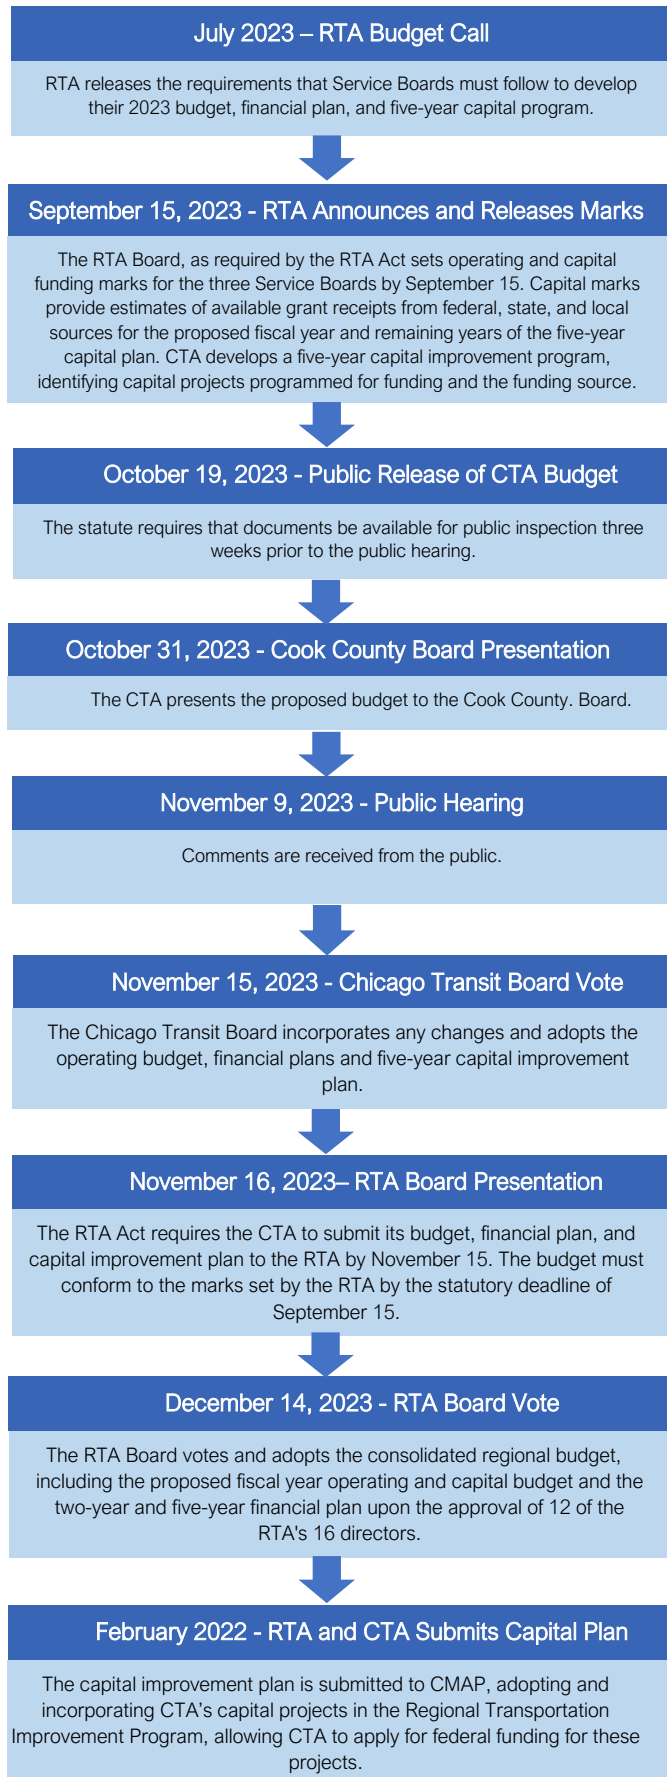 July 2023 – RTA Budget Call
RTA releases the requirements that Service Boards must follow to develop
their 2023 budget, financial plan, and five-year capital program.
September 15, 2023 - RTA Announces and Releases Marks
The RTA Board, as required by the RTA Act sets operating and capital
funding marks for the three Service Boards by September 15. Capital marks
provide estimates of available grant receipts from federal, state, and local
sources for the proposed fiscal year and remaining years of the five-year
capital plan. CTA develops a five-year capital improvement program,
identifying capital projects programmed for funding and the funding source.
October 19, 2023 - Public Release of CTA Budget
The statute requires that documents be available for public inspection three
weeks prior to the public hearing.
October 31, 2023 - Cook County Board Presentation
The CTA presents the proposed budget to the Cook County. Board.
November 9, 2023 - Public Hearing
Comments are received from the public.
November 15, 2023 - Chicago Transit Board Vote
The Chicago Transit Board incorporates any changes and adopts the
operating budget, financial plans and five-year capital improvement
plan.
November 16, 2023– RTA Board Presentation
The RTA Act requires the CTA to submit its budget, financial plan, and
capital improvement plan to the RTA by November 15. The budget must
conform to the marks set by the RTA by the statutory deadline of
September 15.
December 14, 2023 - RTA Board Vote
The RTA Board votes and adopts the consolidated regional budget,
including the proposed fiscal year operating and capital budget and the
two-year and five-year financial plan upon the approval of 12 of the
RTA's 16 directors.
February 2022 - RTA and CTA Submits Capital Plan
The capital improvement plan is submitted to CMAP, adopting and
incorporating CTA’s capital projects in the Regional Transportation
Improvement Program, allowing CTA to apply for federal funding for these
projects.